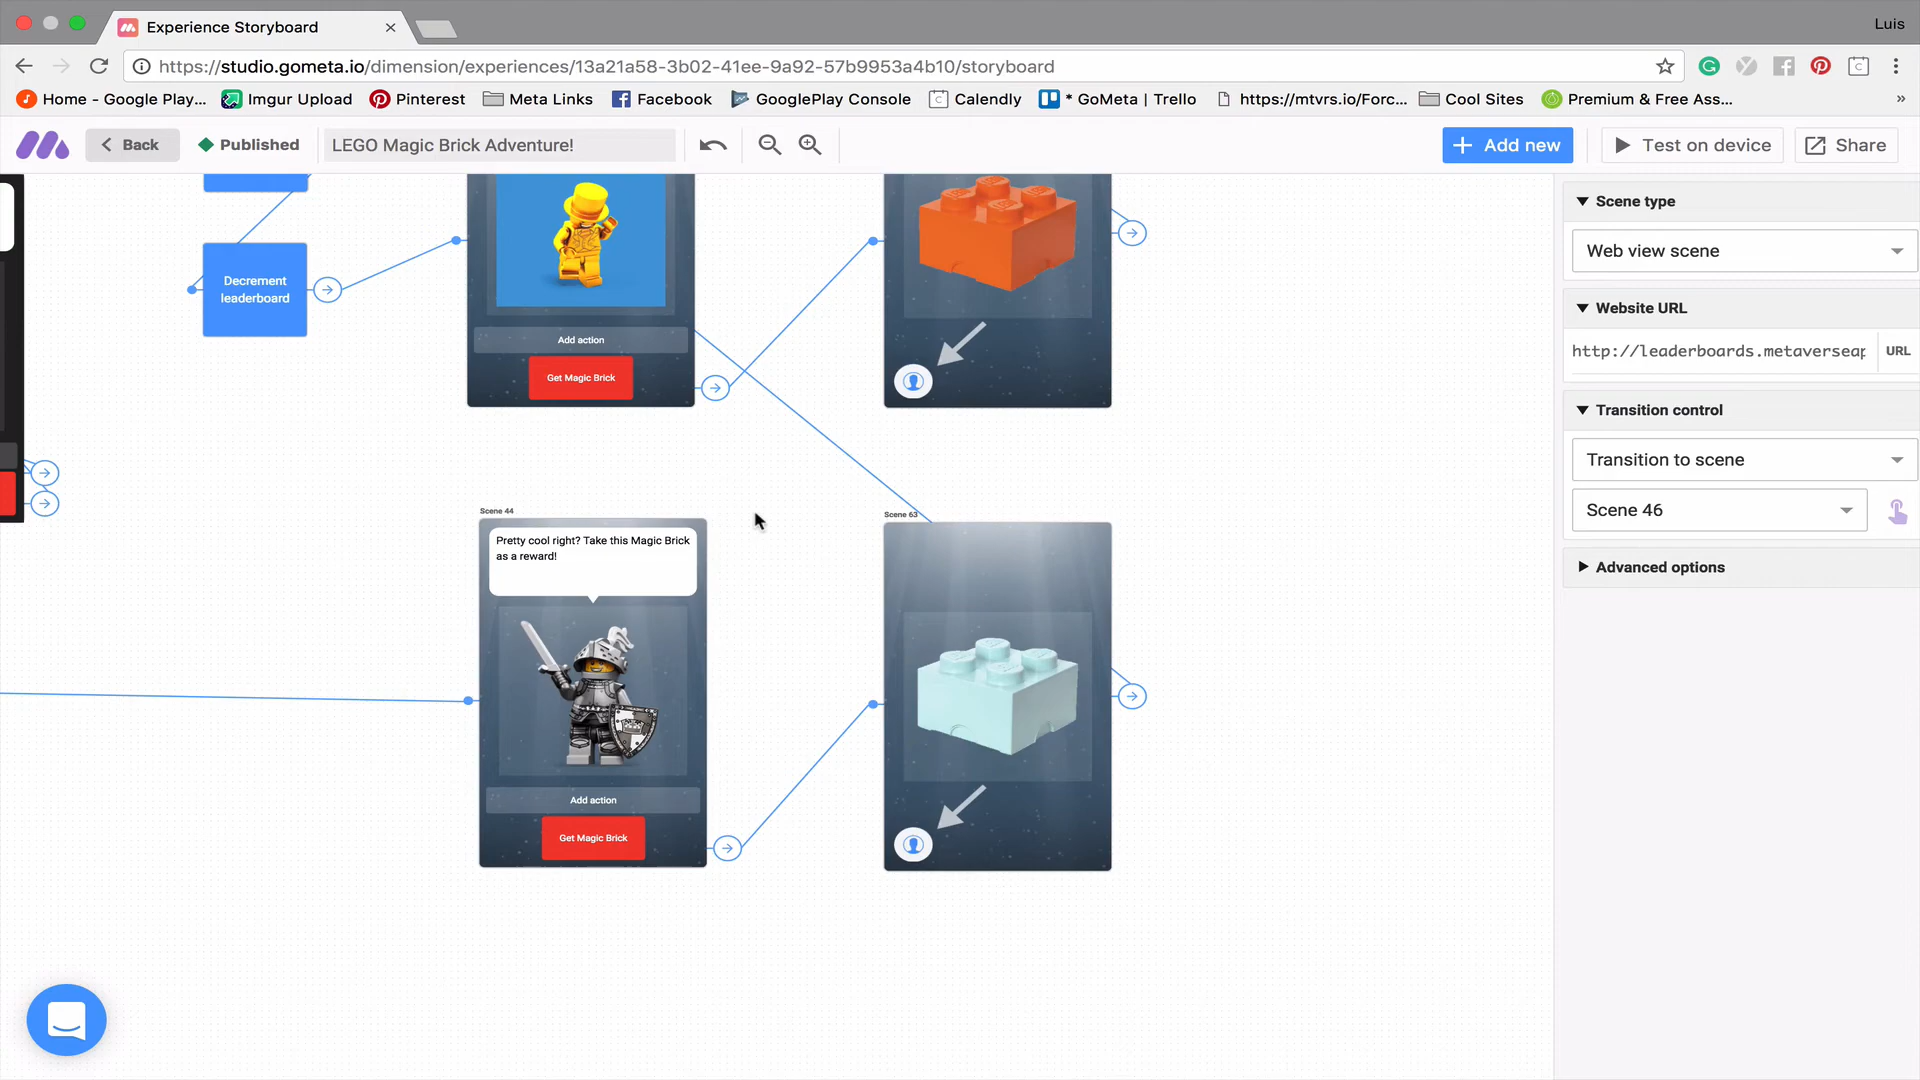 Experience Storyboard
Luis
https://studio.gometa.io/dimension/experiences/13a21a58-3b02-41ee-9a92-57b9953a4b10/storyboard
Home - Google Play...
Imgur Upload
Pinterest
Meta Links
Facebook
GooglePlay Console
Calendly
* GoMeta | Trello
https://mtvrs.io/Forc...
Cool Sites
Premium & Free Ass...
Back
Published
LEGO Magic Brick Adventure!
Add new
Test on device
Share
Scene type
Web view scene
Website URL
http://leaderboards.metaverseap
URL
Transition control
Transition to scene
Scene 46
Advanced options
Decrement
leaderboard
Add action
Get Magic Brick
Scene 44
Pretty cool right? Take this Magic Brick
as a reward!
Add action
Get Magic Brick
Scene 63